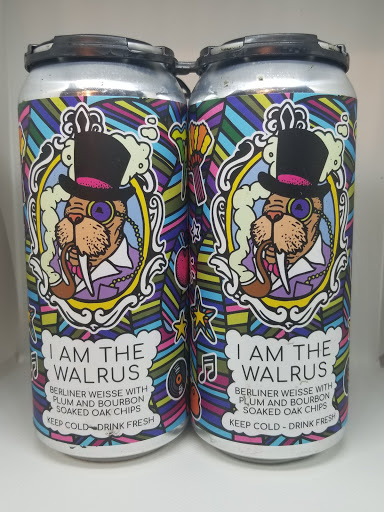 I AM THE
WALRUS
BERLINER WEISSE WITH
PLUM AND BOURBON
SOAKED OAK CHIPS
KEEP COLD - DRINK FRESH
I AM THE
WALRUS
BERLINER WEISSE WITH
PLUM AND BOURBON
SOAKED OAK CHIPS
KEEP COLD - DRINK FRESH